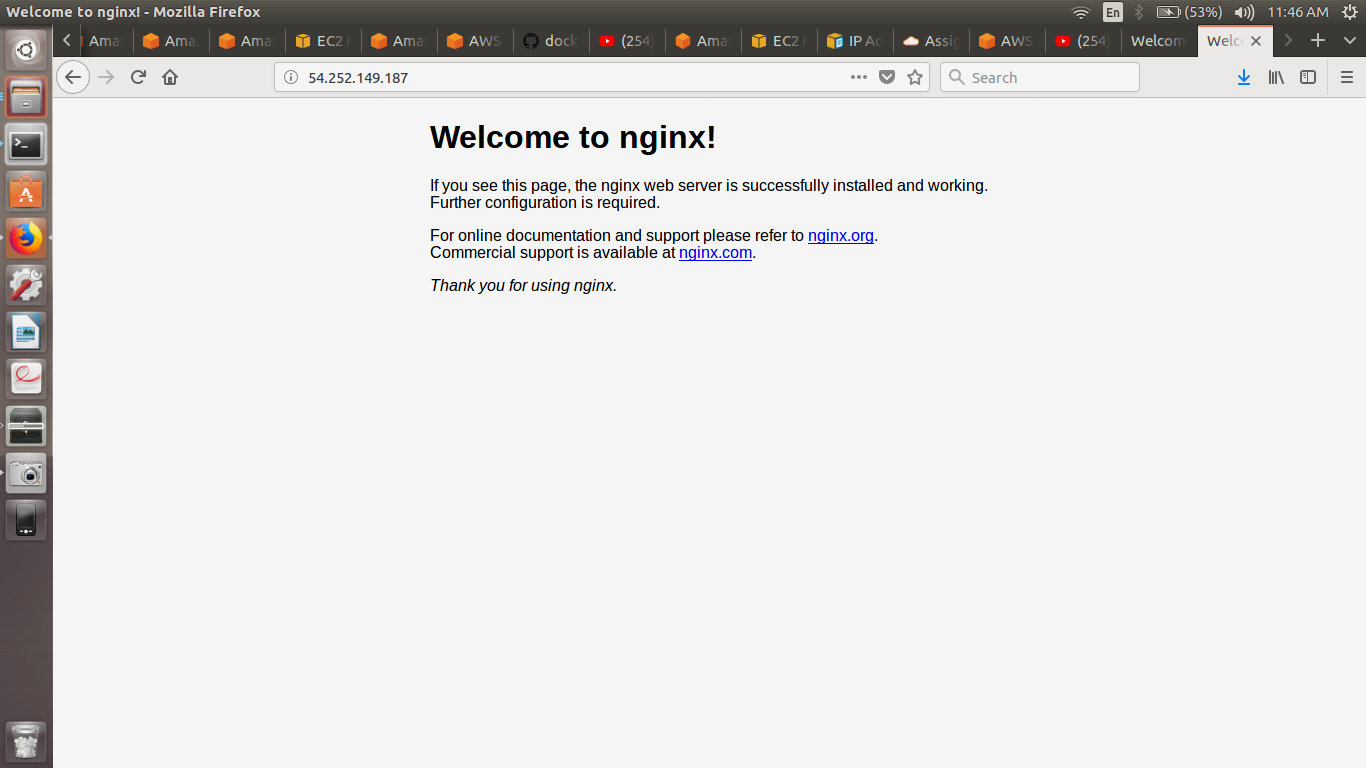 Welcome to nginx! - Mozilla Firefox
En
(53%)
11:46 AM
Ama
Ama
Ama
EC2
Ama
AWS
dock
(254)
Ama
EC2
IP Ad
Assig
AWS
(254)
Welcom
Welc
54.252.149.187
Search
Welcome to nginx!
If you see this page, the nginx web server is successfully installed and working.
Further configuration is required.
For online documentation and support please refer to nginx.org.
Commercial support is available at nginx.com.
Thank you for using nginx.